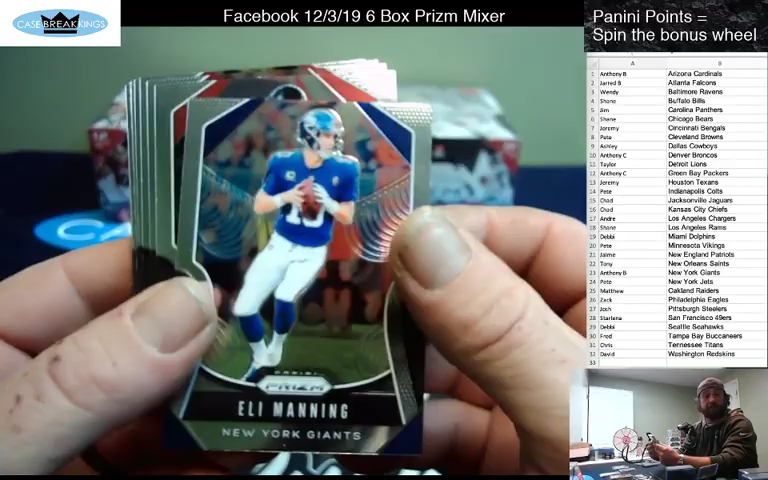 CASE BREAK KINGS
Facebook 12/3/19 6 Box Prizm Mixer
Panini Points =
Spin the bonus wheel
A B
1 Anthony B Arizona Cardinals
2 Jarred B Atlanta Falcons
3 Wendy Baltimore Ravens
4 Shane Buffalo Bills
5 Jim Carolina Panthers
6 Shane Chicago Bears
7 Jeremy Cincinnati Bengals
8 Pete Cleveland Browns
9 Ashley Dallas Cowboys
10 Anthony C Denver Broncos
11 Taylor Detroit Lions
12 Anthony C Green Bay Packers
13 Jeremy Houston Texans
14 Pete Indianapolis Colts
15 Chad Jacksonville Jaguars
16 Chad Kansas City Chiefs
17 Andre Los Angeles Chargers
18 Shane Los Angeles Rams
19 Debbi Miami Dolphins
20 Pete Minnesota Vikings
21 Jaime New England Patriots
22 Tony New Orleans Saints
23 Anthony B New York Giants
24 Pete New York Jets
25 Matthew Oakland Raiders
26 Zack Philadelphia Eagles
27 Josh Pittsburgh Steelers
28 Starlena San Francisco 49ers
29 Debbi Seattle Seahawks
30 Fred Tampa Bay Buccaneers
31 Chris Tennessee Titans
32 David Washington Redskins
33
PANINI
PRIZM
ELI MANNING
NEW YORK GIANTS